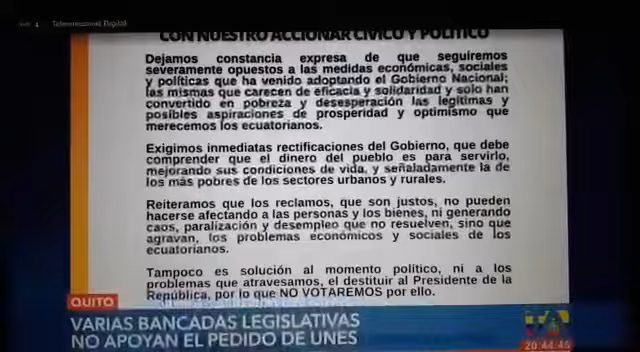 Teleamazonas Digital
CON NUESTRO ACCIONAR CÍVICO Y POLÍTICO
Dejamos constancia expresa de que seguiremos
severamente opuestos a las medidas económicas, sociales
y políticas que ha venido adoptando el Gobierno Nacional;
las mismas que carecen de eficacia y solidaridad y solo han
convertido en pobreza y desesperación las legítimas y
posibles aspiraciones de prosperidad y optimismo que
merecemos los ecuatorianos.
Exigimos inmediatas rectificaciones del Gobierno, que debe
comprender que el dinero del pueblo es para servirlo,
mejorando sus condiciones de vida, y señaladamente la de
los más pobres de los sectores urbanos y rurales.
Reiteramos que los reclamos, que son justos, no pueden
hacerse afectando a las personas y los bienes, ni generando
caos, paralización y desempleo que no resuelven, sino que
agravan, los problemas económicos y sociales de los
ecuatorianos.
Tampoco es solución al momento político, ni a los
problemas que atravesamos, el destituir al Presidente de la
República, por lo que NO VOTAREMOS por ello.
QUITO
VARIAS BANCADAS LEGISLATIVAS
NO APOYAN EL PEDIDO DE UNES
20:44:46